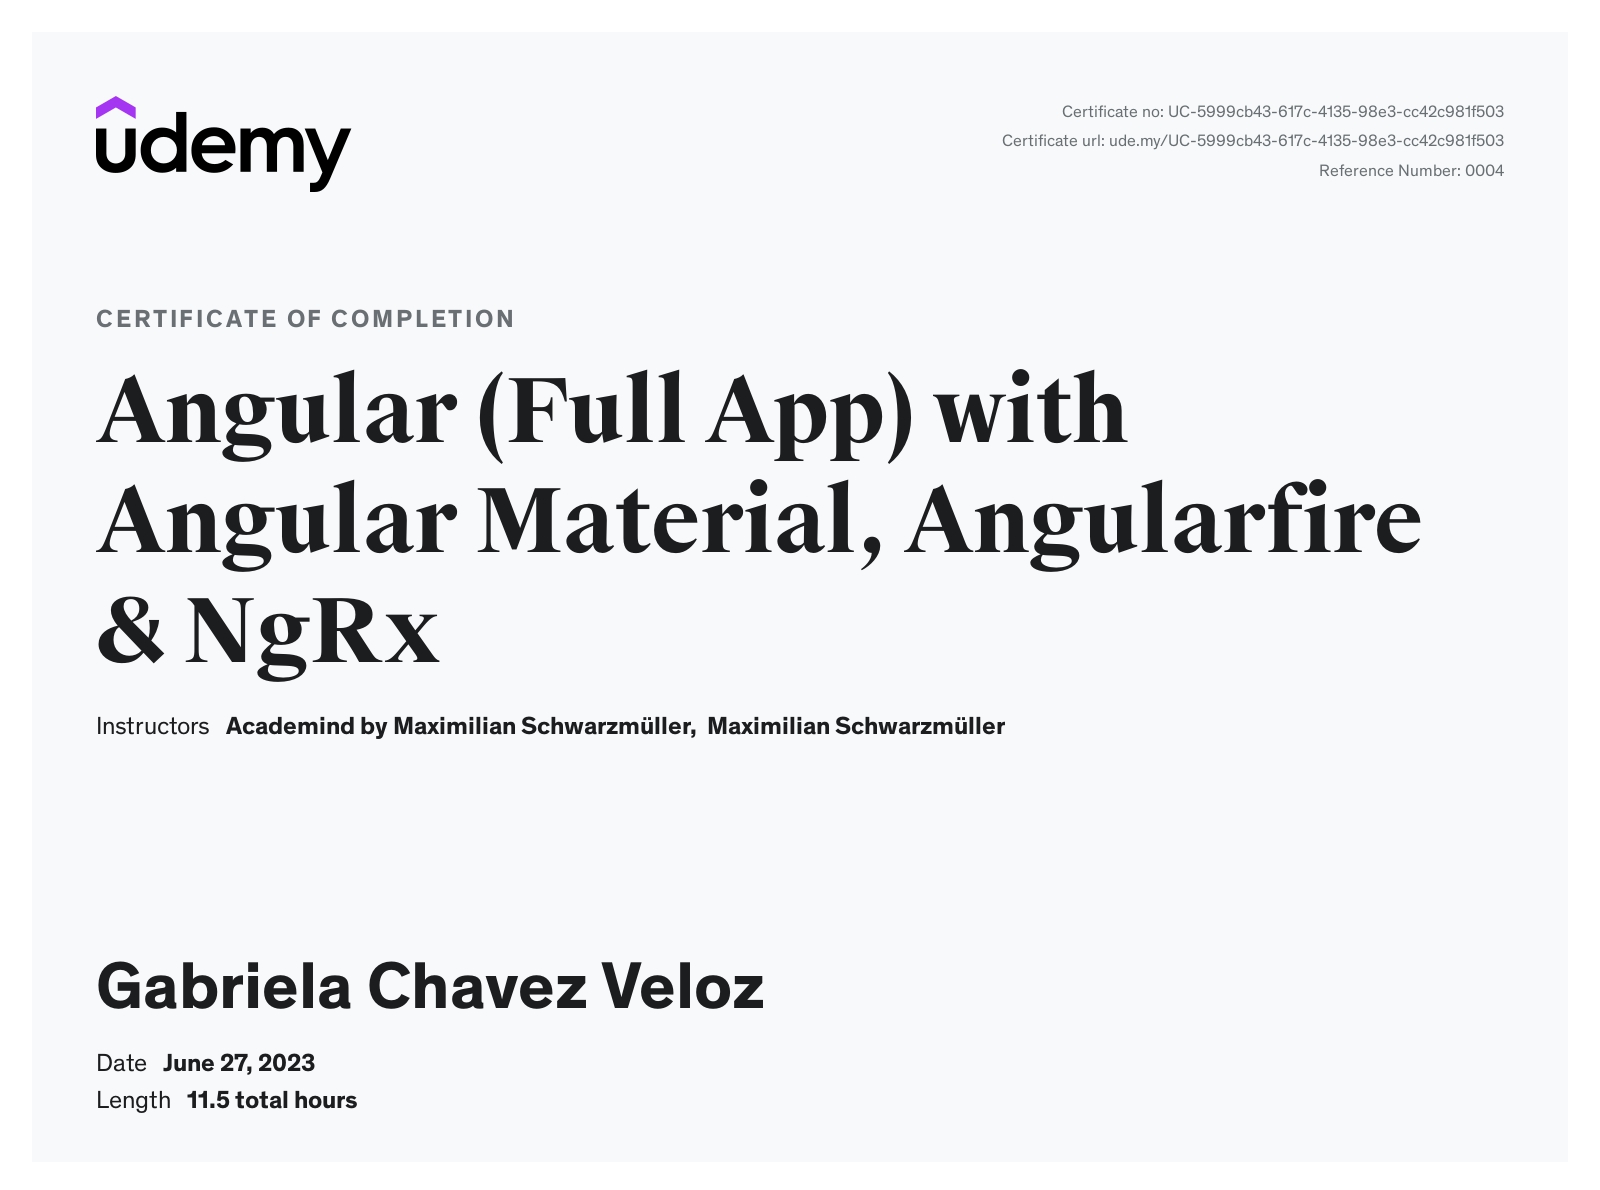 udemy
Certificate no: UC-5999cb43-617c-4135-98e3-cc42c981f503
Certificate url: ude.my/UC-5999cb43-617c-4135-98e3-cc42c981f503
Reference Number: 0004
CERTIFICATE OF COMPLETION
Angular (Full App) with
Angular Material, Angularfire
& NgRx
Instructors Academind by Maximilian Schwarzmüller, Maximilian Schwarzmüller
Gabriela Chavez Veloz
Date June 27, 2023
Length 11.5 total hours